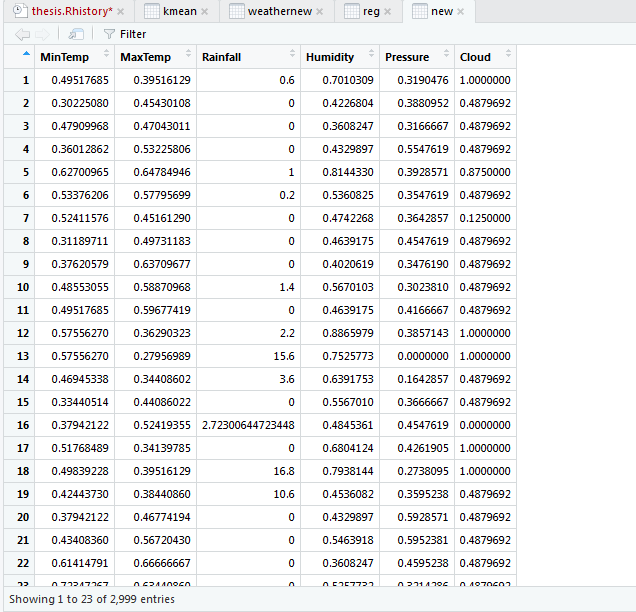 thesis.Rhistory* kmean weathernew reg new
Filter
MinTemp MaxTemp Rainfall Humidity Pressure Cloud
1 0.49517685 0.39516129 0.6 0.7010309 0.3190476 1.0000000
2 0.30225080 0.45430108 0 0.4226804 0.3880952 0.4879692
3 0.47909968 0.47043011 0 0.3608247 0.3166667 0.4879692
4 0.36012862 0.53225806 0 0.4329897 0.5547619 0.4879692
5 0.62700965 0.64784946 1 0.8144330 0.3928571 0.8750000
6 0.53376206 0.57795699 0.2 0.5360825 0.3547619 0.4879692
7 0.52411576 0.45161290 0 0.4742268 0.3642857 0.1250000
8 0.31189711 0.49731183 0 0.4639175 0.4547619 0.4879692
9 0.37620579 0.63709677 0 0.4020619 0.3476190 0.4879692
10 0.48553055 0.58870968 1.4 0.5670103 0.3023810 0.4879692
11 0.49517685 0.59677419 0 0.4639175 0.4166667 0.4879692
12 0.57556270 0.36290323 2.2 0.8865979 0.3857143 1.0000000
13 0.57556270 0.27956989 15.6 0.7525773 0.0000000 1.0000000
14 0.46945338 0.34408602 3.6 0.6391753 0.1642857 0.4879692
15 0.33440514 0.44086022 0 0.5567010 0.3666667 0.4879692
16 0.37942122 0.52419355 2.72300644723448 0.4845361 0.4547619 0.0000000
17 0.51768489 0.34139785 0 0.6804124 0.4261905 1.0000000
18 0.49839228 0.39516129 16.8 0.7938144 0.2738095 1.0000000
19 0.42443730 0.38440860 10.6 0.4536082 0.3595238 0.4879692
20 0.37942122 0.46774194 0 0.4329897 0.5928571 0.4879692
21 0.43408360 0.56720430 0 0.5463918 0.5952381 0.4879692
22 0.61414791 0.66666667 0 0.3608247 0.4595238 0.4879692
23 0.72347267 0.63440860 0 0.5257732 0.3214286 0.4879692
Showing 1 to 23 of 2,999 entries